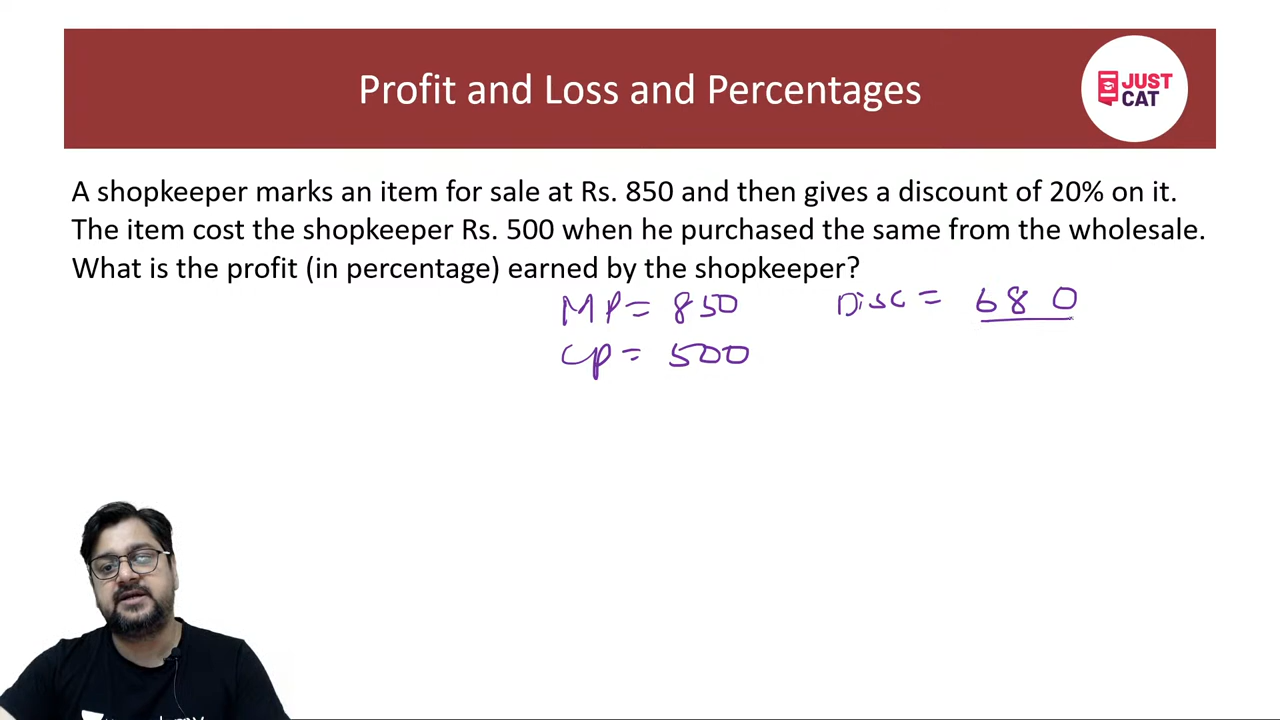 Profit and Loss and Percentages
JUST
CAT
A shopkeeper marks an item for sale at Rs. 850 and then gives a discount of 20% on it.
The item cost the shopkeeper Rs. 500 when he purchased the same from the wholesale.
What is the profit (in percentage) earned by the shopkeeper?
MP = 850 Disc = 680
CP = 500